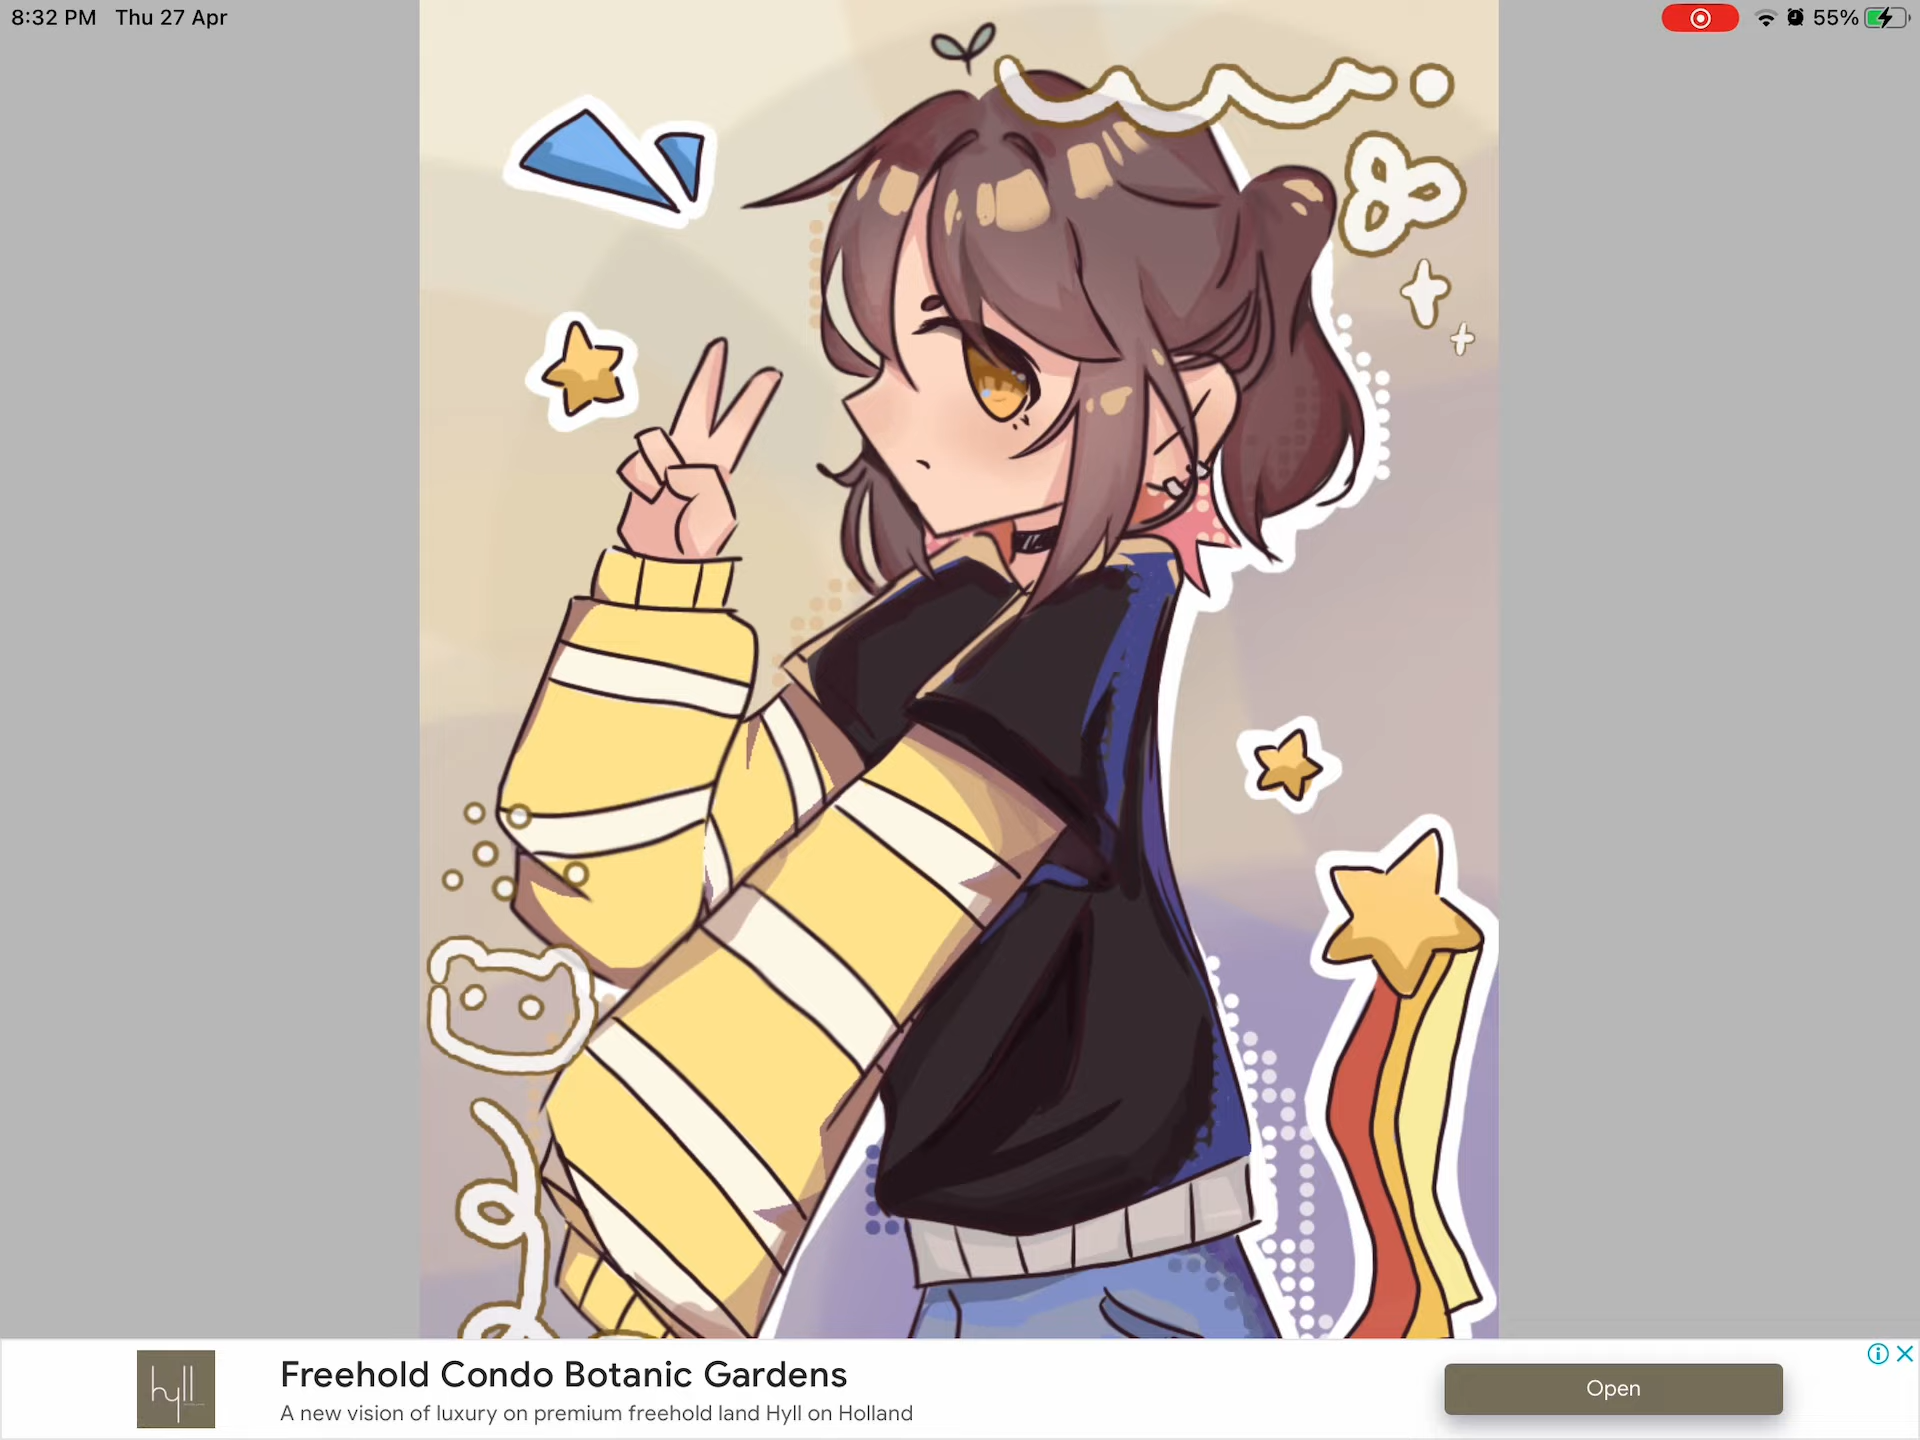 8:32 PM Thu 27 Apr
55%
hyll
Freehold Condo Botanic Gardens
A new vision of luxury on premium freehold land Hyll on Holland
Open